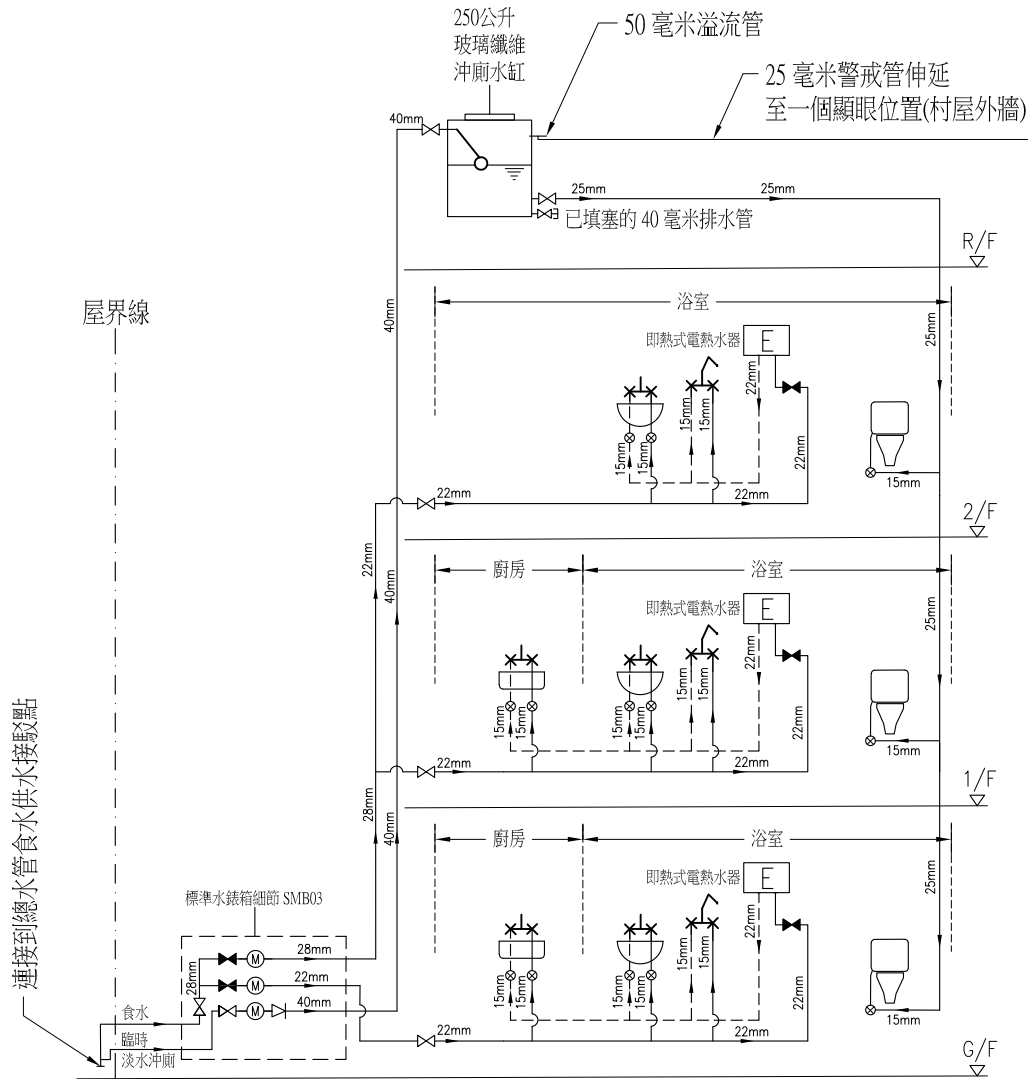 250公升
玻璃纖維
沖廁水缸
50 毫米溢流管
25 毫米警戒管伸延
至一個顯眼位置(村屋外牆)
40mm
25mm
25mm
已填塞的 40 毫米排水管
R/F
屋界線
40mm
浴室
25mm
即熱式電熱水器
E
22mm
15mm
15mm
15mm
15mm
22mm
15mm
22mm
22mm
2/F
22mm
40mm
廚房
浴室
25mm
即熱式電熱水器
E
22mm
15mm
15mm
15mm
15mm
15mm
15mm
22mm
15mm
22mm
22mm
1/F
28mm
40mm
廚房
浴室
25mm
即熱式電熱水器
E
22mm
15mm
15mm
15mm
15mm
15mm
15mm
22mm
15mm
22mm
22mm
G/F
標準水錶箱細節 SMB03
28mm
M
28mm
M
22mm
M
40mm
食水
臨時
淡水沖廁
連接到總水管食水供水接駁點